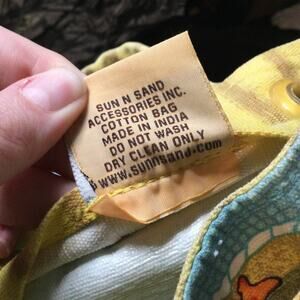 SUN N SAND
ACCESSORIES INC.
COTTON BAG
MADE IN INDIA
DO NOT WASH
DRY CLEAN ONLY
www.sunnsand.com